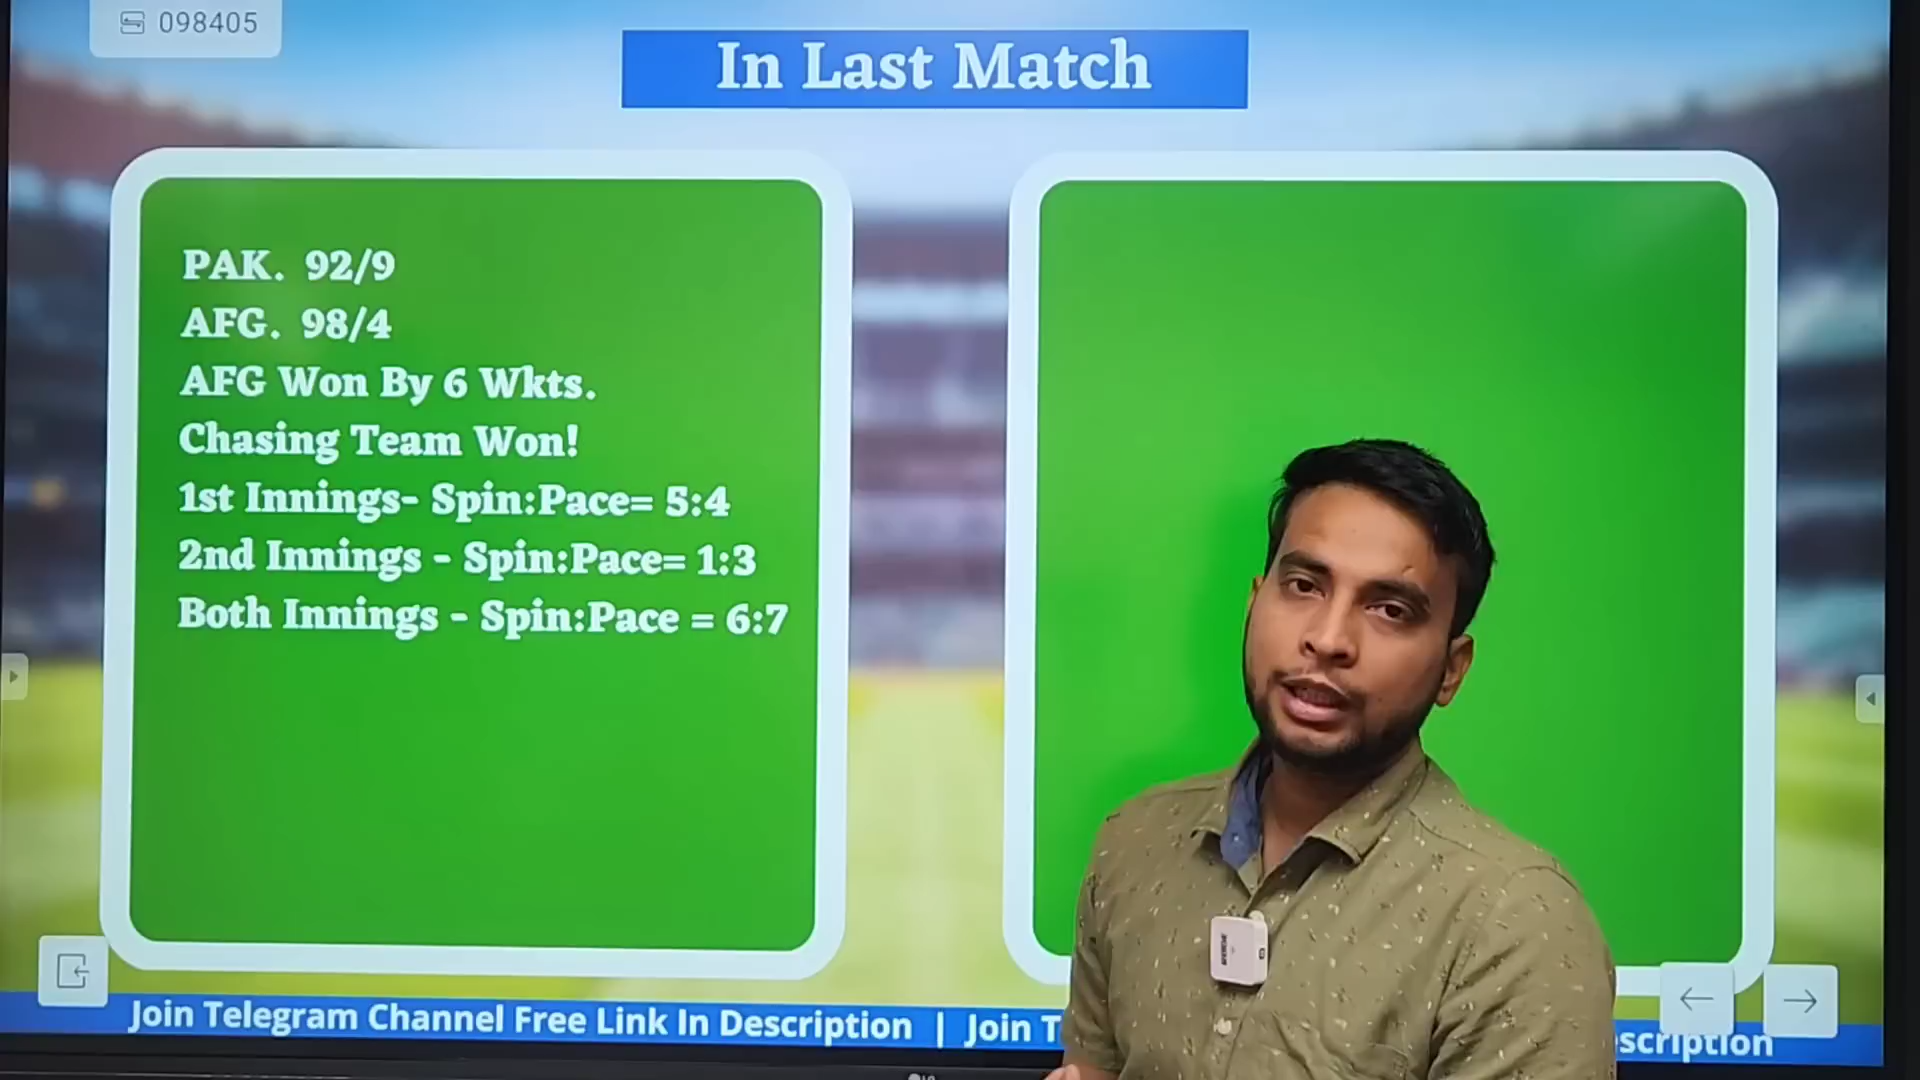 098405
In Last Match
PAK. 92/9
AFG. 98/4
AFG Won By 6 Wkts.
Chasing Team Won!
1st Innings- Spin:Pace= 5:4
2nd Innings - Spin:Pace= 1:3
Both Innings - Spin:Pace = 6:7
Join Telegram Channel Free Link In Description | Join T
scription